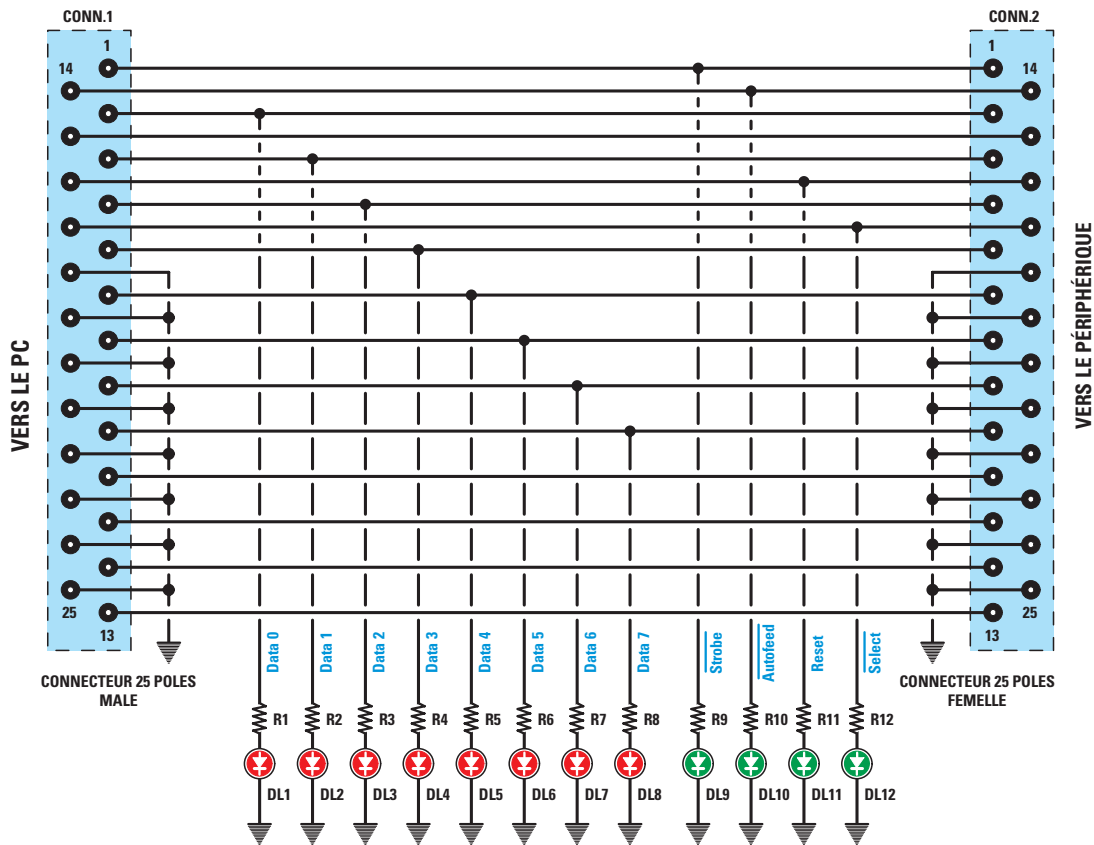 CONN.1
CONN.2
1
14
1
14
VERS LE PC
VERS LE PÉRIPHÉRIQUE
25
13
25
13
CONNECTEUR 25 POLES
MALE
CONNECTEUR 25 POLES
FEMELLE
Data 0
Data 1
Data 2
Data 3
Data 4
Data 5
Data 6
Data 7
Strobe
Autofeed
Reset
Select
R1 R2 R3 R4 R5 R6 R7 R8 R9 R10 R11 R12
DL1 DL2 DL3 DL4 DL5 DL6 DL7 DL8 DL9 DL10 DL11 DL12